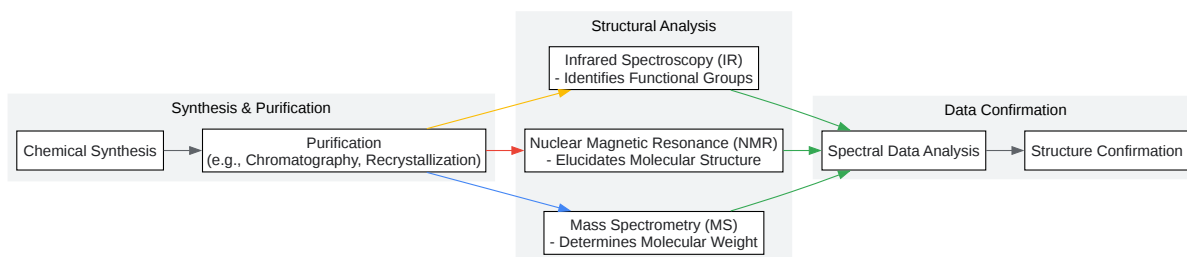 Structural Analysis
Infrared Spectroscopy (IR)
- Identifies Functional Groups
Synthesis & Purification
Data Confirmation
Chemical Synthesis
Purification
(e.g., Chromatography, Recrystallization)
Nuclear Magnetic Resonance (NMR)
- Elucidates Molecular Structure
Spectral Data Analysis
Structure Confirmation
Mass Spectrometry (MS)
- Determines Molecular Weight